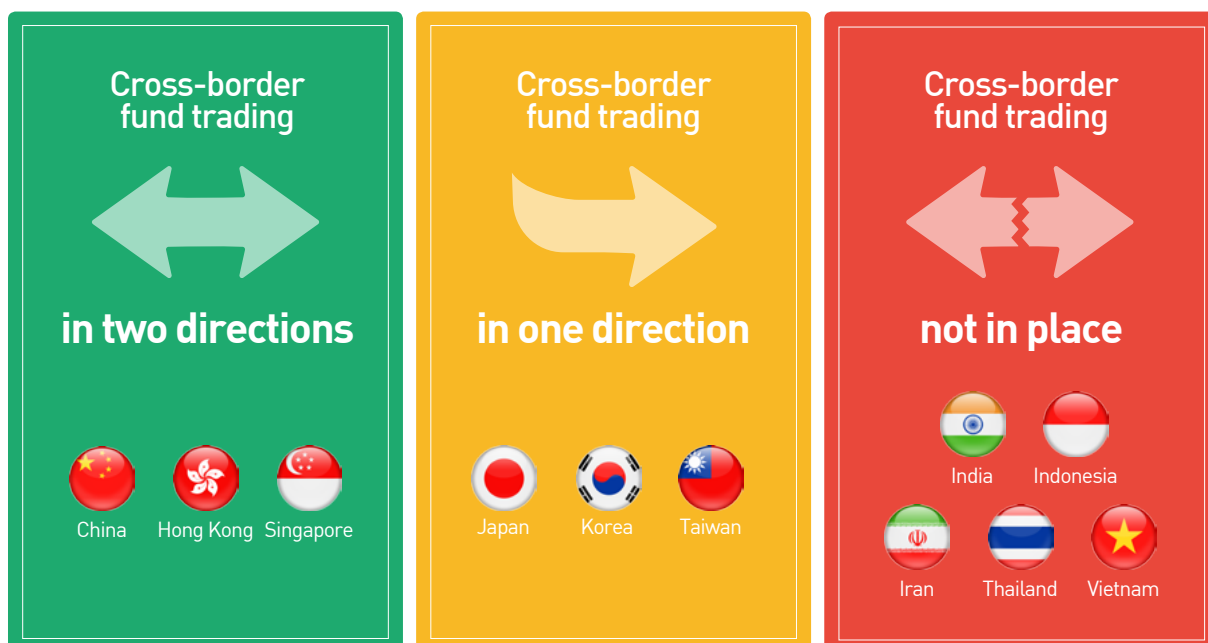 Cross-border
fund trading
in two directions
China
Hong Kong
Singapore
Cross-border
fund trading
in one direction
Japan
Korea
Taiwan
Cross-border
fund trading
not in place
India
Indonesia
Iran
Thailand
Vietnam